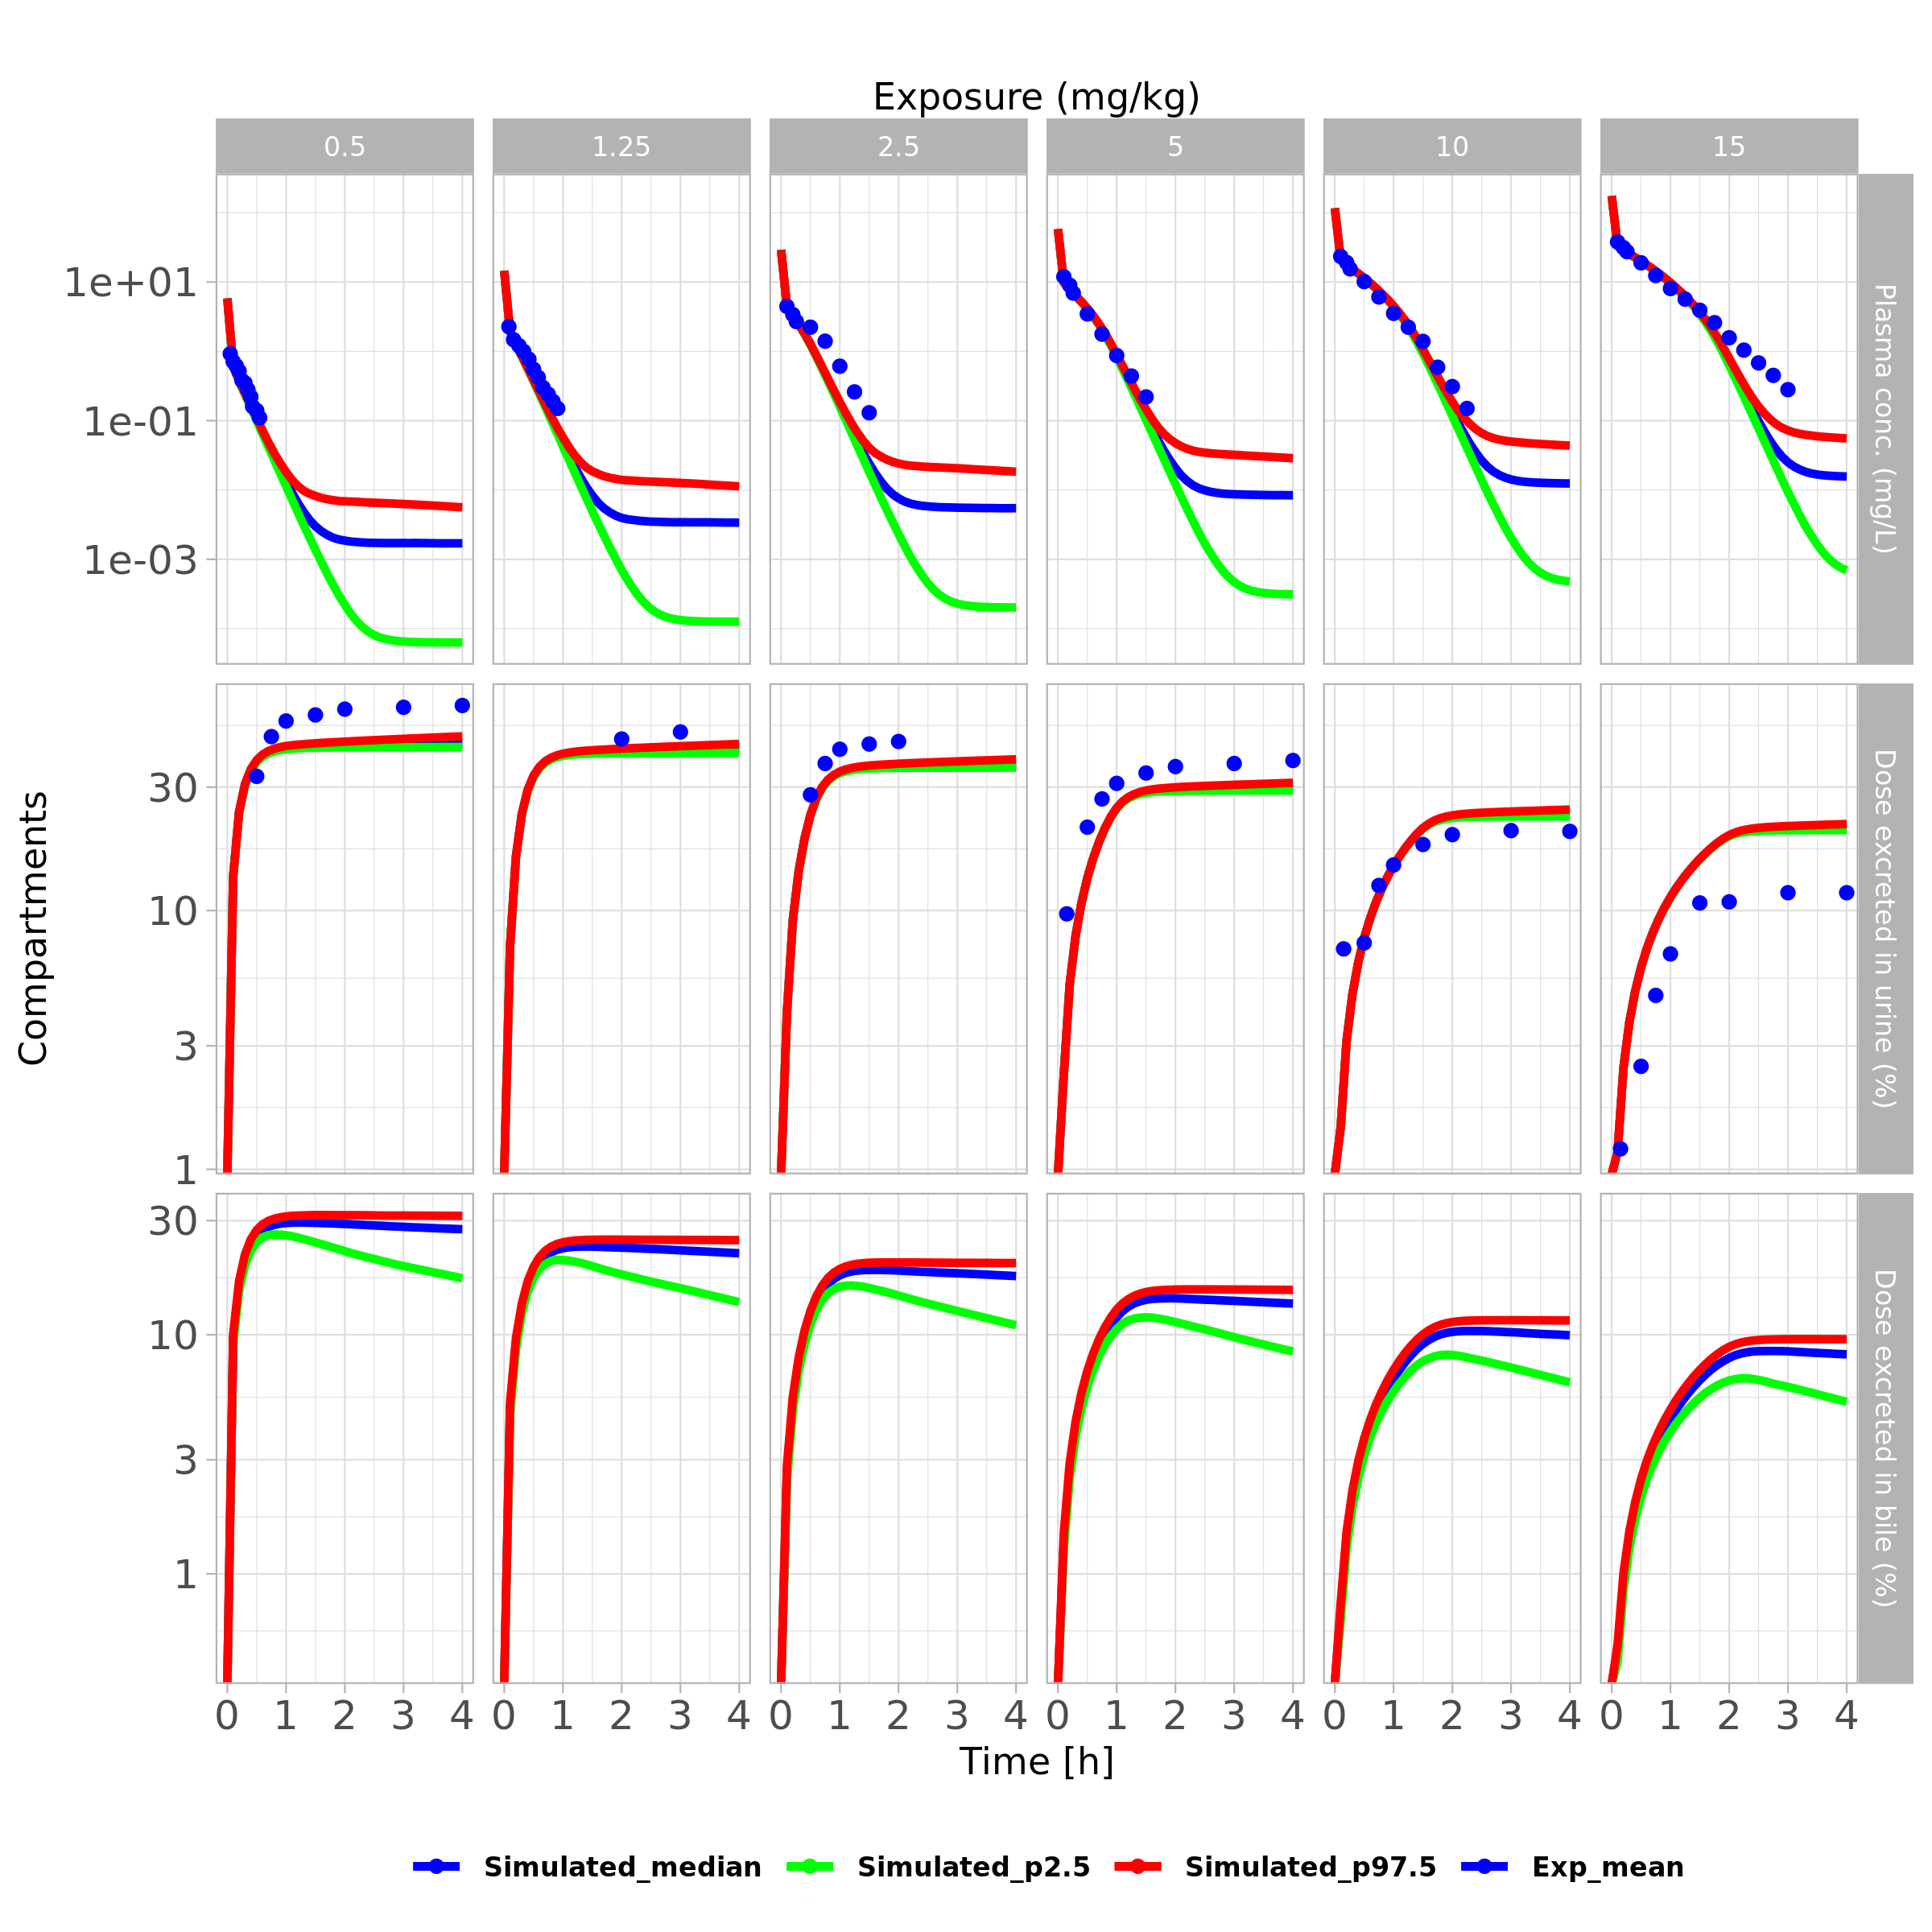 Exposure (mg/kg)
0.5 1.25 2.5 5 10 15
1e+01
1e-01
1e-03
Plasma conc. (mg/L)
Compartments
30
10
3
1
Dose excreted in urine (%)
30
10
3
1
Dose excreted in bile (%)
0 1 2 3 4 0 1 2 3 4 0 1 2 3 4 0 1 2 3 4 0 1 2 3 4 0 1 2 3 4
Time [h]
Simulated_median Simulated_p2.5 Simulated_p97.5 Exp_mean